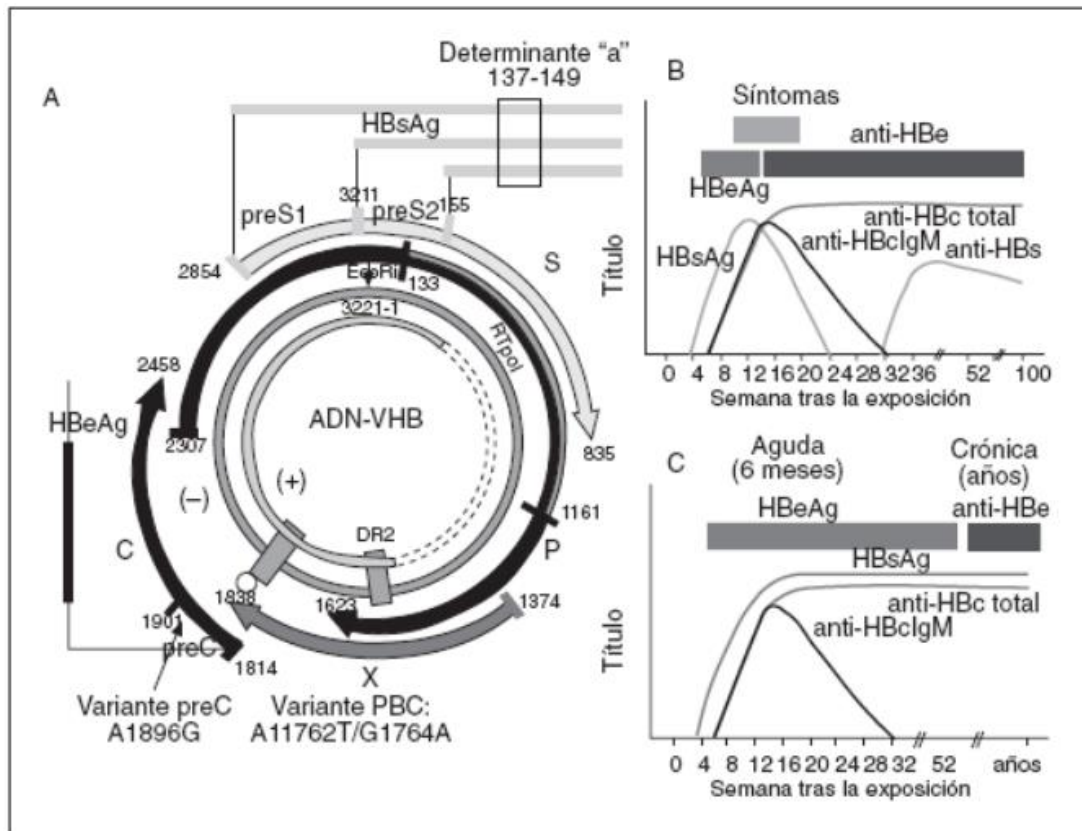 A
Determinante “a”
137-149
HBsAg
3211
preS1
preS2
155
2854
S
EcoRi
133
3221-1
RTpol
2458
HBeAg
ADN-VHB
2307
835
(–)
(+)
1161
C
DR2
P
1838
1623
1374
1901
preC
1814
X
Variante preC
A1896G
Variante PBC:
A11762T/G1764A
B
Síntomas
anti-HBe
HBeAg
anti-HBc total
HBsAg
anti-HBcIgM
anti-HBs
Título
0 4 8 12 16 20 24 28 32 36 52 100
Semana tras la exposición
C
Aguda
(6 meses)
Crónica
(años)
HBeAg
anti-HBe
HBsAg
anti-HBc total
anti-HBcIgM
Título
0 4 8 12 16 20 24 28 32 52 años
Semana tras la exposición